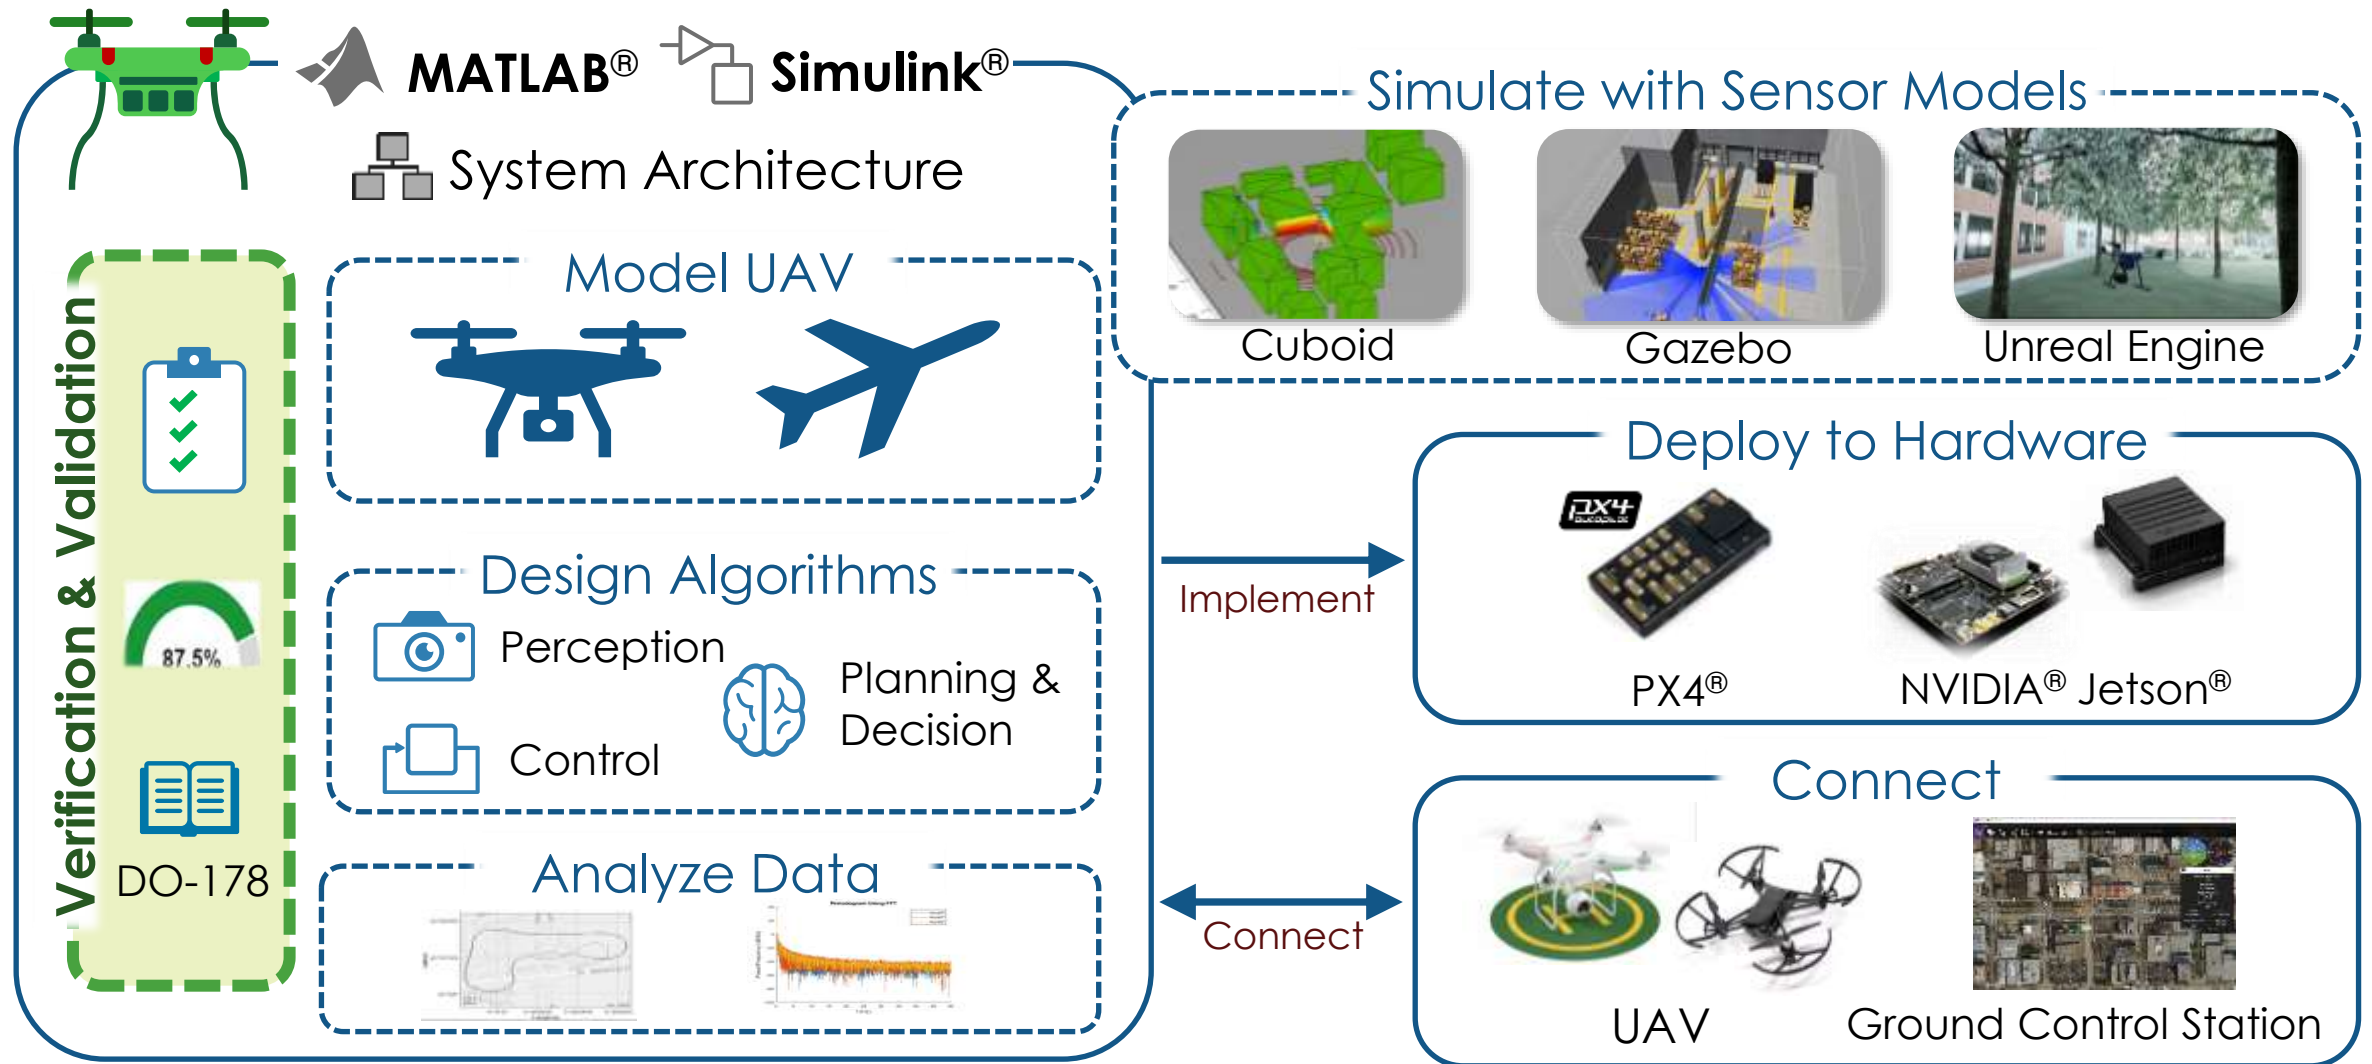 MATLAB® Simulink®
System Architecture
Simulate with Sensor Models
Cuboid
Gazebo
Unreal Engine
Verification & Validation
87.5%
DO-178
Model UAV
Design Algorithms
Perception
Planning &
Decision
Control
Analyze Data
Implement
Deploy to Hardware
PX4
PX4®
NVIDIA® Jetson®
Connect
Connect
UAV
Ground Control Station